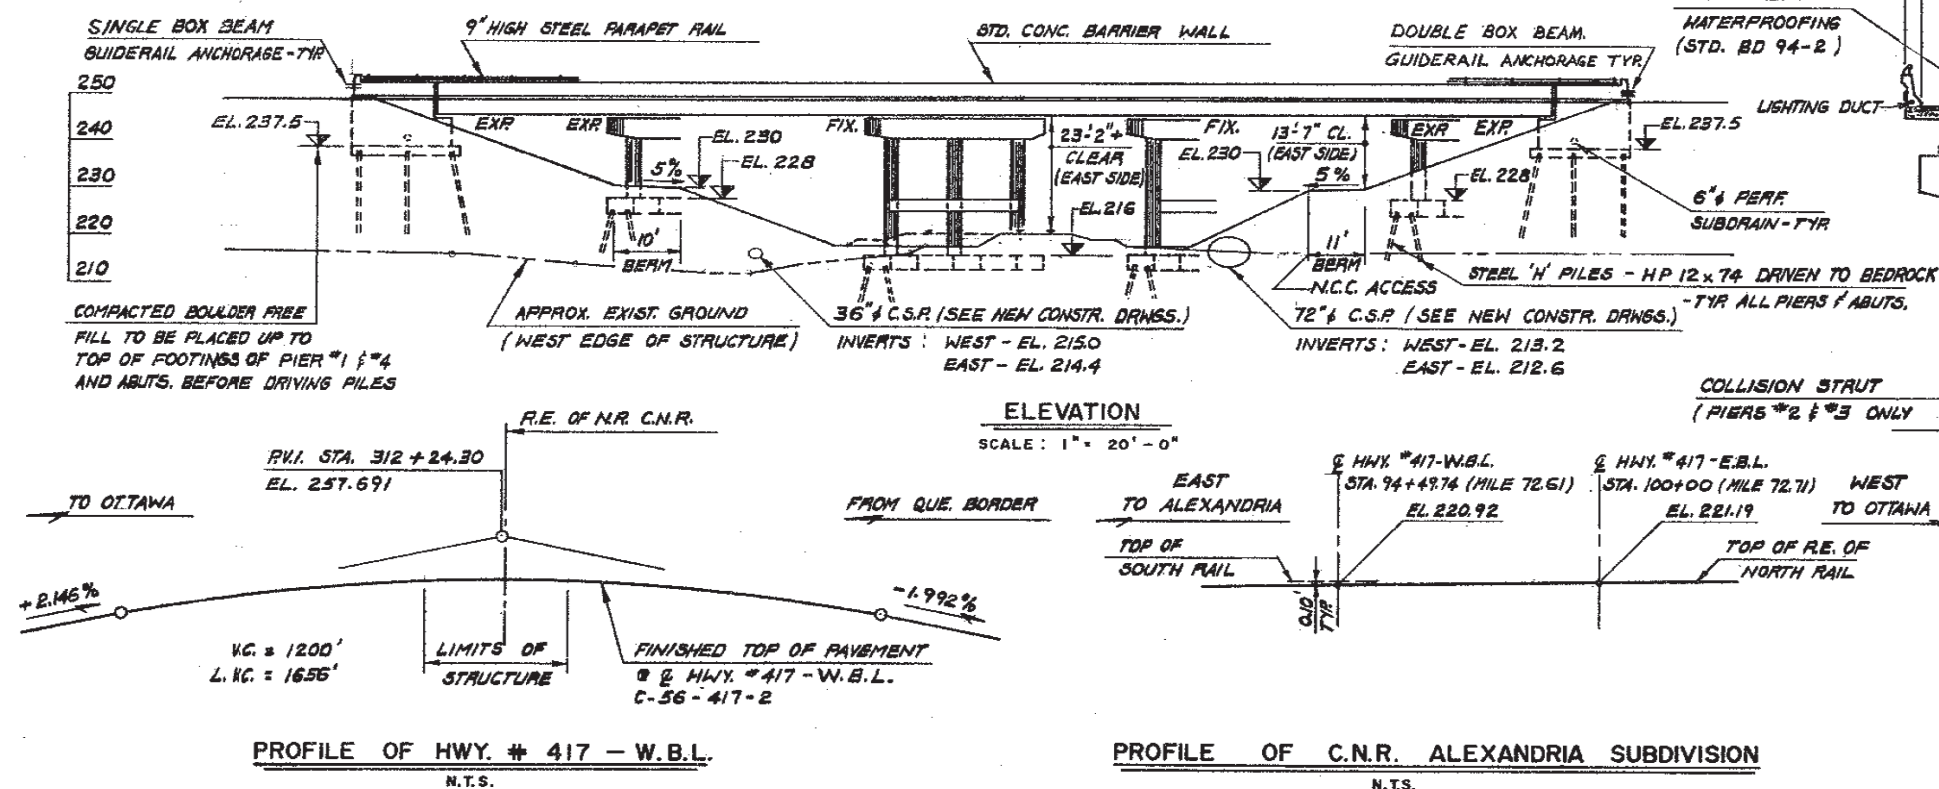 SINGLE BOX BEAM
GUIDERAIL ANCHORAGE-TYP.
9" HIGH STEEL PARAPET RAIL
STD. CONC. BARRIER WALL
DOUBLE BOX BEAM.
GUIDERAIL ANCHORAGE TYP.
WATERPROOFING
(STD. BD 94-2)
LIGHTING DUCT
250
240
230
220
210
EL. 237.5
EXP.
EXP.
EL. 230
EL. 228
5%
FIX.
23'-2"±
CLEAR
(EAST SIDE)
EL. 216
FIX.
EL. 230
13'-7" CL.
(EAST SIDE)
5%
EXP.
EXP.
EL. 228
EL. 237.5
6"ɸ PERF.
SUBDRAIN-TYP.
10'
BERM
11'
BERM
N.C.C. ACCESS
STEEL 'H' PILES - HP 12 x 74 DRIVEN TO BEDROCK
-TYP. ALL PIERS & ABUTS.
COMPACTED BOULDER FREE
FILL TO BE PLACED UP TO
TOP OF FOOTINGS OF PIER #1 & #4
AND ABUTS. BEFORE DRIVING PILES
APPROX. EXIST. GROUND
(WEST EDGE OF STRUCTURE)
36"ɸ C.S.P. (SEE NEW CONSTR. DRWGS.)
INVERTS : WEST - EL. 215.0
EAST - EL. 214.4
72"ɸ C.S.P. (SEE NEW CONSTR. DRWGS.)
INVERTS : WEST - EL. 213.2
EAST - EL. 212.6
COLLISION STRUT
(PIERS #2 & #3 ONLY
ELEVATION
SCALE : 1" = 20'-0"
R.E. OF N.R. C.N.R.
P.V.I. STA. 312+24.30
EL. 257.691
TO OTTAWA
FROM QUE. BORDER
+2.146%
-1.992%
V.C. = 1200'
L.V.C. = 1656'
LIMITS OF
STRUCTURE
FINISHED TOP OF PAVEMENT
@ ℄ HWY. #417 - W.B.L.
C-56-417-2
PROFILE OF HWY. # 417 - W.B.L.
N.T.S.
EAST
TO ALEXANDRIA
℄ HWY. #417-W.B.L.
STA. 94+49.74 (MILE 72.61)
EL. 220.92
℄ HWY. #417-E.B.L.
STA. 100+00 (MILE 72.71)
EL. 221.19
WEST
TO OTTAWA
TOP OF
SOUTH RAIL
0.10'
TYP.
TOP OF R.E. OF
NORTH RAIL
PROFILE OF C.N.R. ALEXANDRIA SUBDIVISION
N.T.S.